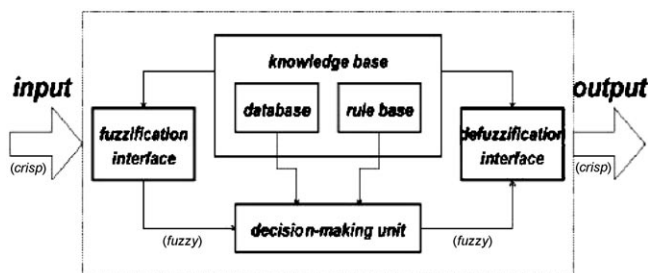 knowledge base
input
output
database
rule base
fuzzification
interface
defuzzification
interface
(crisp)
(crisp)
(fuzzy)
decision-making unit
(fuzzy)